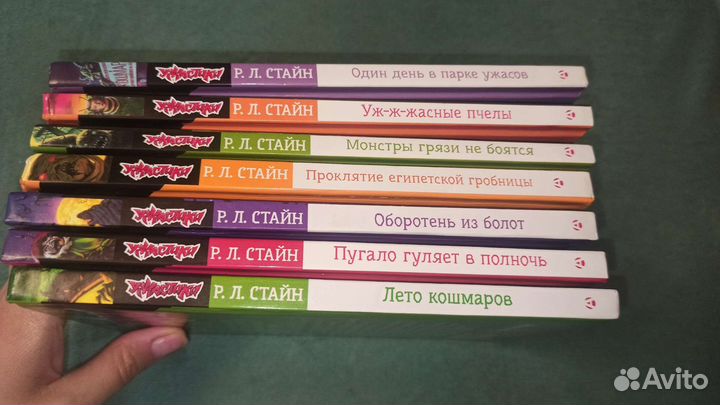 УЖАСТИКИ Р. Л. СТАЙН Один день в парке ужасов
УЖАСТИКИ Р. Л. СТАЙН Уж-ж-жасные пчелы
УЖАСТИКИ Р. Л. СТАЙН Монстры грязи не боятся
УЖАСТИКИ Р. Л. СТАЙН Проклятие египетской гробницы
УЖАСТИКИ Р. Л. СТАЙН Оборотень из болот
УЖАСТИКИ Р. Л. СТАЙН Пугало гуляет в полночь
УЖАСТИКИ Р. Л. СТАЙН Лето кошмаров
Avito